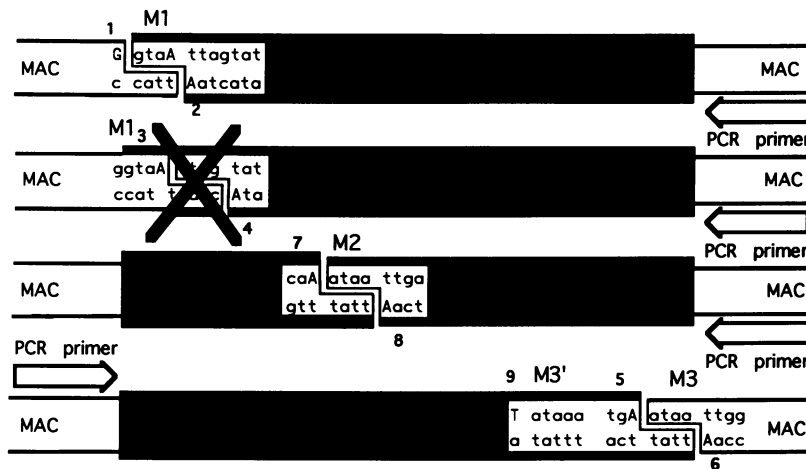 1 M1
G gtaA ttagtat
MAC MAC
c catt Aatcata
2
PCR primer
M1 3
ggtaA tat
MAC MAC
ccat t Ata
4
PCR primer
7 M2
caA ataa ttga
MAC MAC
gtt tatt Aact
8
PCR primer PCR primer
9 M3' 5 M3
T ataaa tgA ataa ttgg
MAC MAC
a tattt act tatt Aacc
6